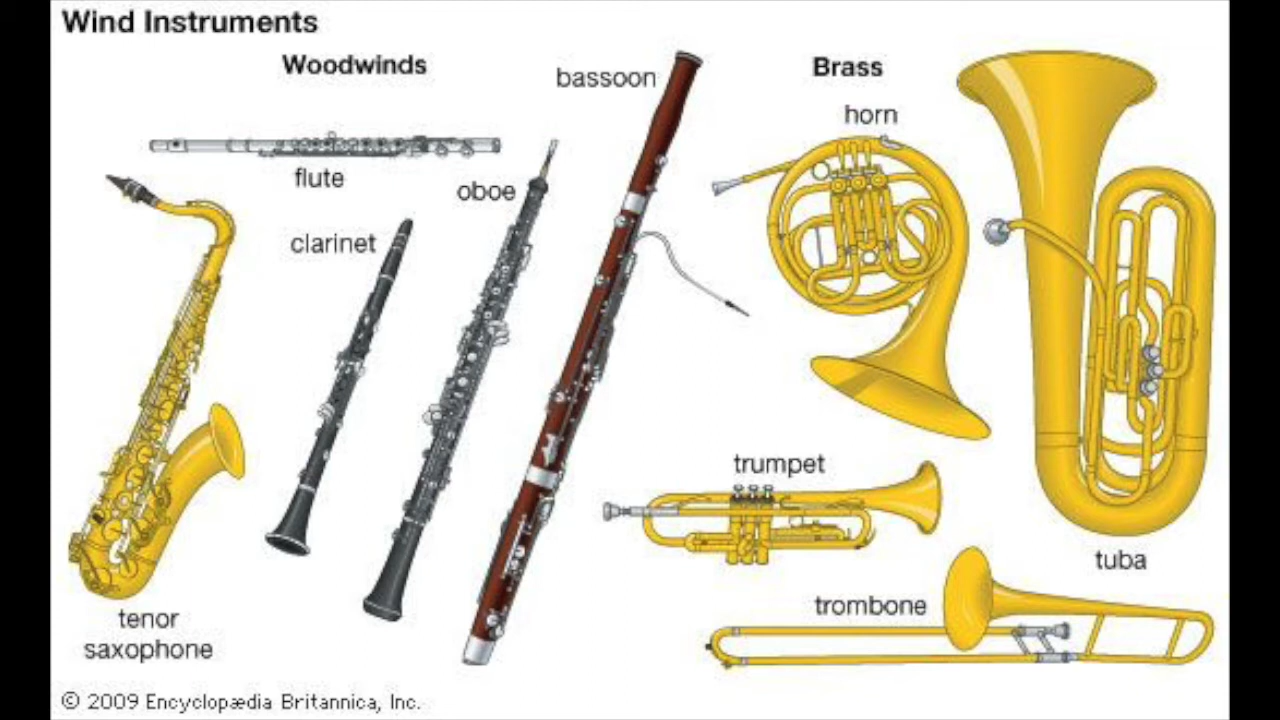 Wind Instruments
Woodwinds
Brass
bassoon
horn
flute
oboe
clarinet
trumpet
tuba
trombone
tenor
saxophone
© 2009 Encyclopædia Britannica, Inc.